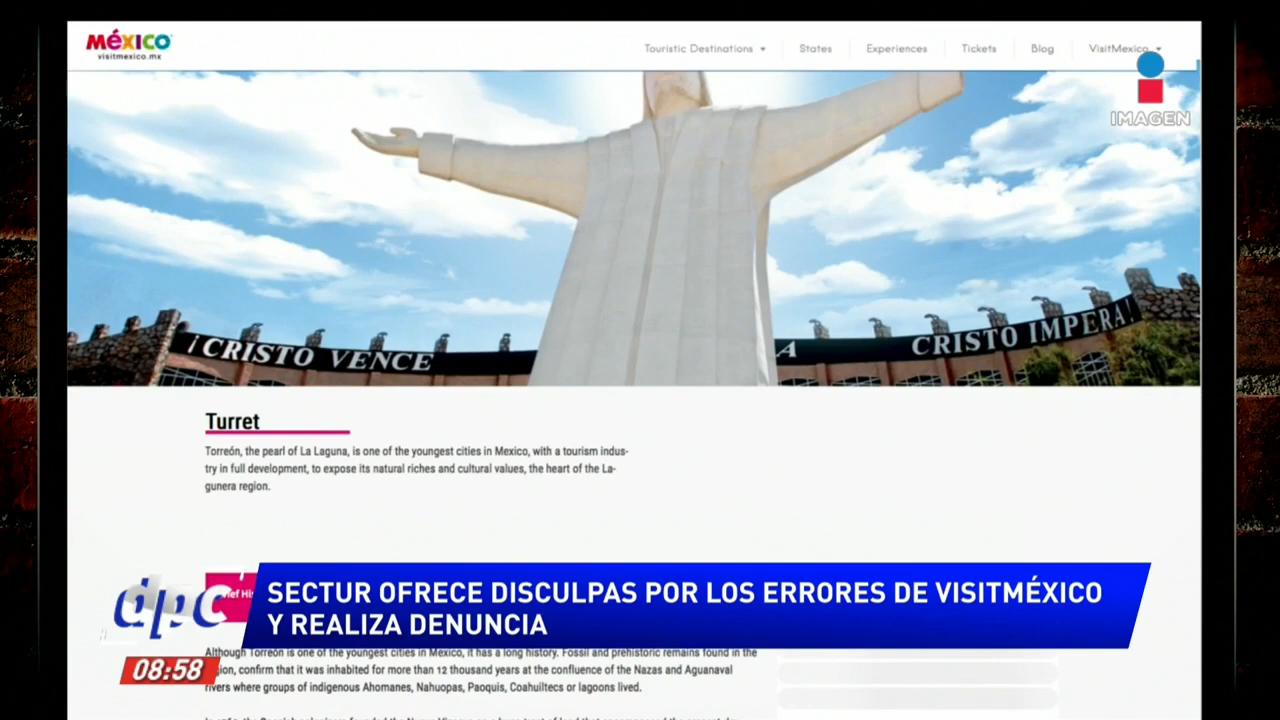 MÉXICO
visitmexico.mx
Touristic Destinations
States
Experiences
Tickets
Blog
VisitMexico
IMAGEN
¡CRISTO VENCE
A
CRISTO IMPERA!
Turret
Torreón, the pearl of La Laguna, is one of the youngest cities in Mexico, with a tourism indus-
try in full development, to expose its natural riches and cultural values, the heart of the La-
gunera region.
dpc
SECTUR OFRECE DISCULPAS POR LOS ERRORES DE VISITMÉXICO
Y REALIZA DENUNCIA
08:58
Although Torreón is one of the youngest cities in Mexico, it has a long history. Fossil and prehistoric remains found in the
gion, confirm that it was inhabited for more than 12 thousand years at the confluence of the Nazas and Aguanaval
rivers where groups of indigenous Ahomanes, Nahuopas, Paoquis, Coahuiltecs or lagoons lived.